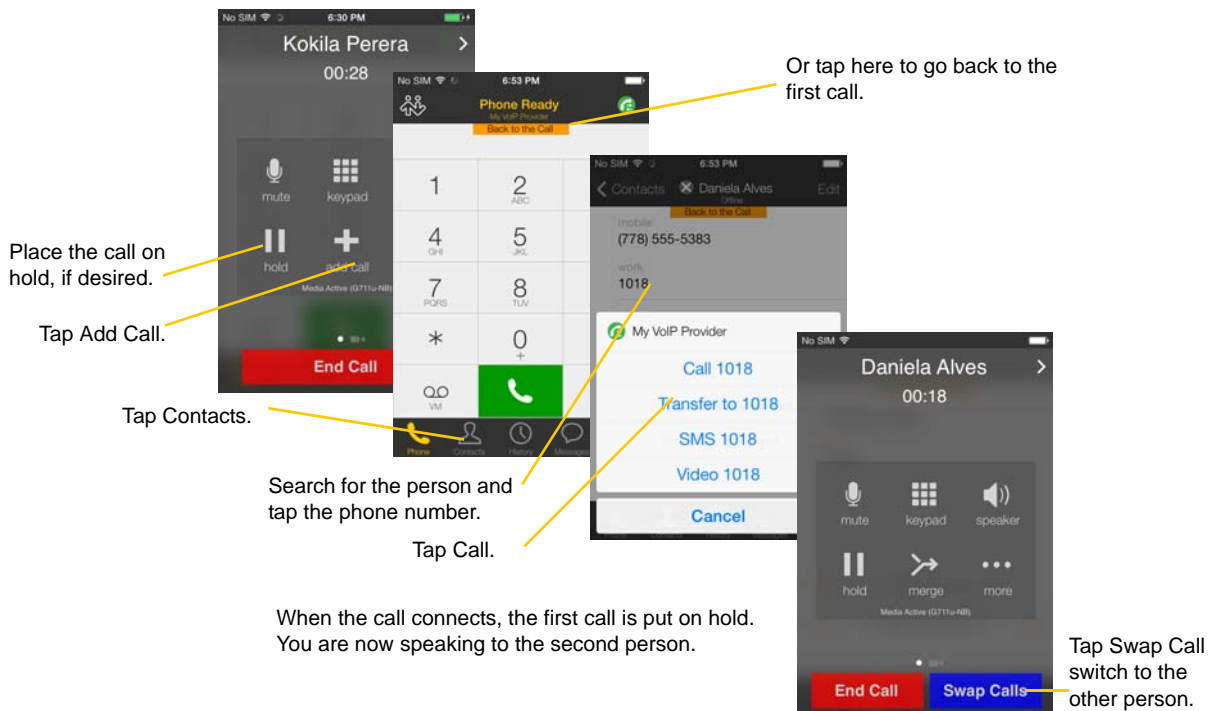 No SIM 6:30 PM
Kokila Perera
00:28
mute keypad
hold add call
Media Active (G711u-NB)
End Call
Place the call on
hold, if desired.
Tap Add Call.
No SIM 6:53 PM
Phone Ready
My VoIP Provider
Back to the Call
1 2 ABC
4 GHI 5 JKL
7 PQRS 8 TUV
* 0 +
VM
Phone Contacts History Messages
Tap Contacts.
Or tap here to go back to the
first call.
No SIM 6:53 PM
Contacts Daniela Alves Edit
Offline
Back to the Call
mobile
(778) 555-5383
work
1018
My VoIP Provider
Call 1018
Transfer to 1018
SMS 1018
Video 1018
Cancel
Search for the person and
tap the phone number.
Tap Call.
When the call connects, the first call is put on hold.
You are now speaking to the second person.
No SIM
Daniela Alves
00:18
mute keypad speaker
hold merge more
Media Active (G711u-NB)
End Call Swap Calls
Tap Swap Call
switch to the
other person.